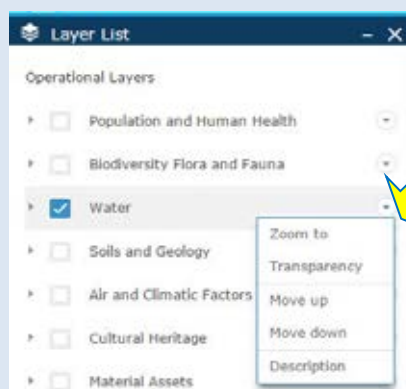 Layer List
Operational Layers
Population and Human Health
Biodiversity Flora and Fauna
Water
Zoom to
Soils and Geology
Transparency
Air and Climatic Factors
Move up
Move down
Cultural Heritage
Description
Material Assets